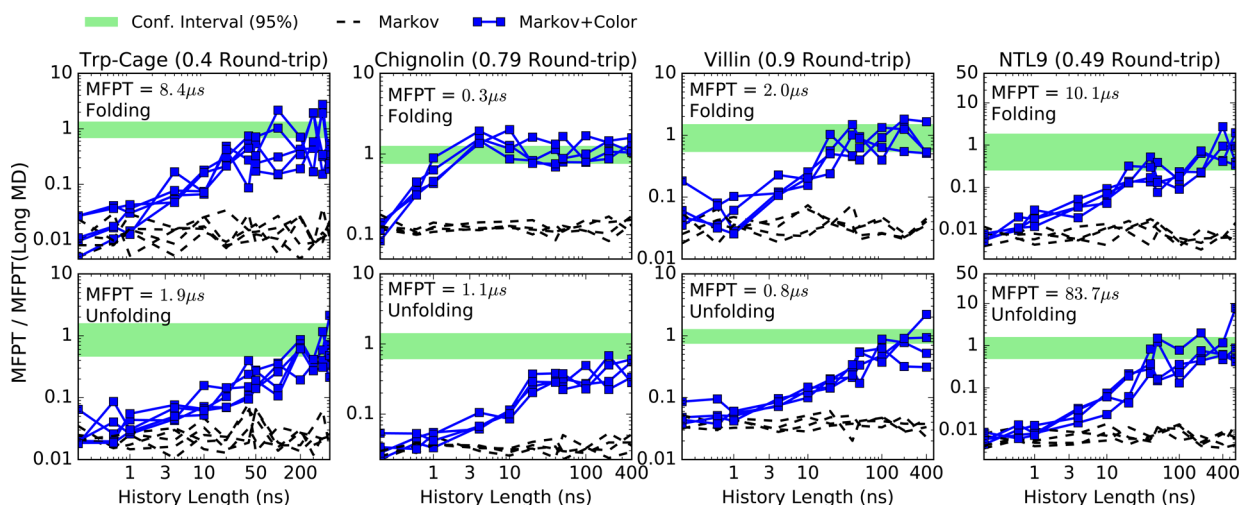 Conf. Interval (95%) Markov Markov+Color
Trp-Cage (0.4 Round-trip) Chignolin (0.79 Round-trip) Villin (0.9 Round-trip) NTL9 (0.49 Round-trip)
MFPT / MFPT(Long MD)
10
1
0.1
0.01
MFPT = 8.4μs
Folding
10
1
0.1
MFPT = 0.3μs
Folding
10
1
0.1
0.01
MFPT = 2.0μs
Folding
50
10
1
0.1
0.01
MFPT = 10.1μs
Folding
10
1
0.1
0.01
MFPT = 1.9μs
Unfolding
1 3 10 50 200
History Length (ns)
10
1
0.1
MFPT = 1.1μs
Unfolding
1 3 10 100 400
History Length (ns)
10
1
0.1
0.01
MFPT = 0.8μs
Unfolding
1 3 10 100 400
History Length (ns)
50
10
1
0.1
0.01
MFPT = 83.7μs
Unfolding
1 3 10 100 400
History Length (ns)